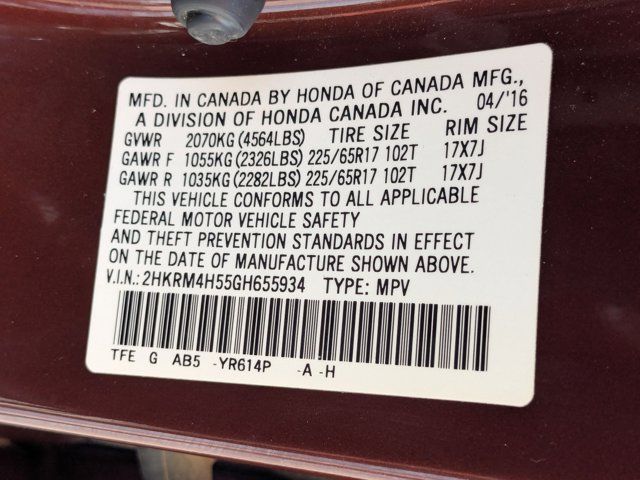 MFD. IN CANADA BY HONDA OF CANADA MFG.,
A DIVISION OF HONDA CANADA INC. 04/'16
GVWR 2070KG (4564LBS) TIRE SIZE RIM SIZE
GAWR F 1055KG (2326LBS) 225/65R17 102T 17X7J
GAWR R 1035KG (2282LBS) 225/65R17 102T 17X7J
THIS VEHICLE CONFORMS TO ALL APPLICABLE
FEDERAL MOTOR VEHICLE SAFETY
AND THEFT PREVENTION STANDARDS IN EFFECT
ON THE DATE OF MANUFACTURE SHOWN ABOVE.
V.I.N.: 2HKRM4H55GH655934 TYPE: MPV
TFE G AB5 -YR614P -A -H